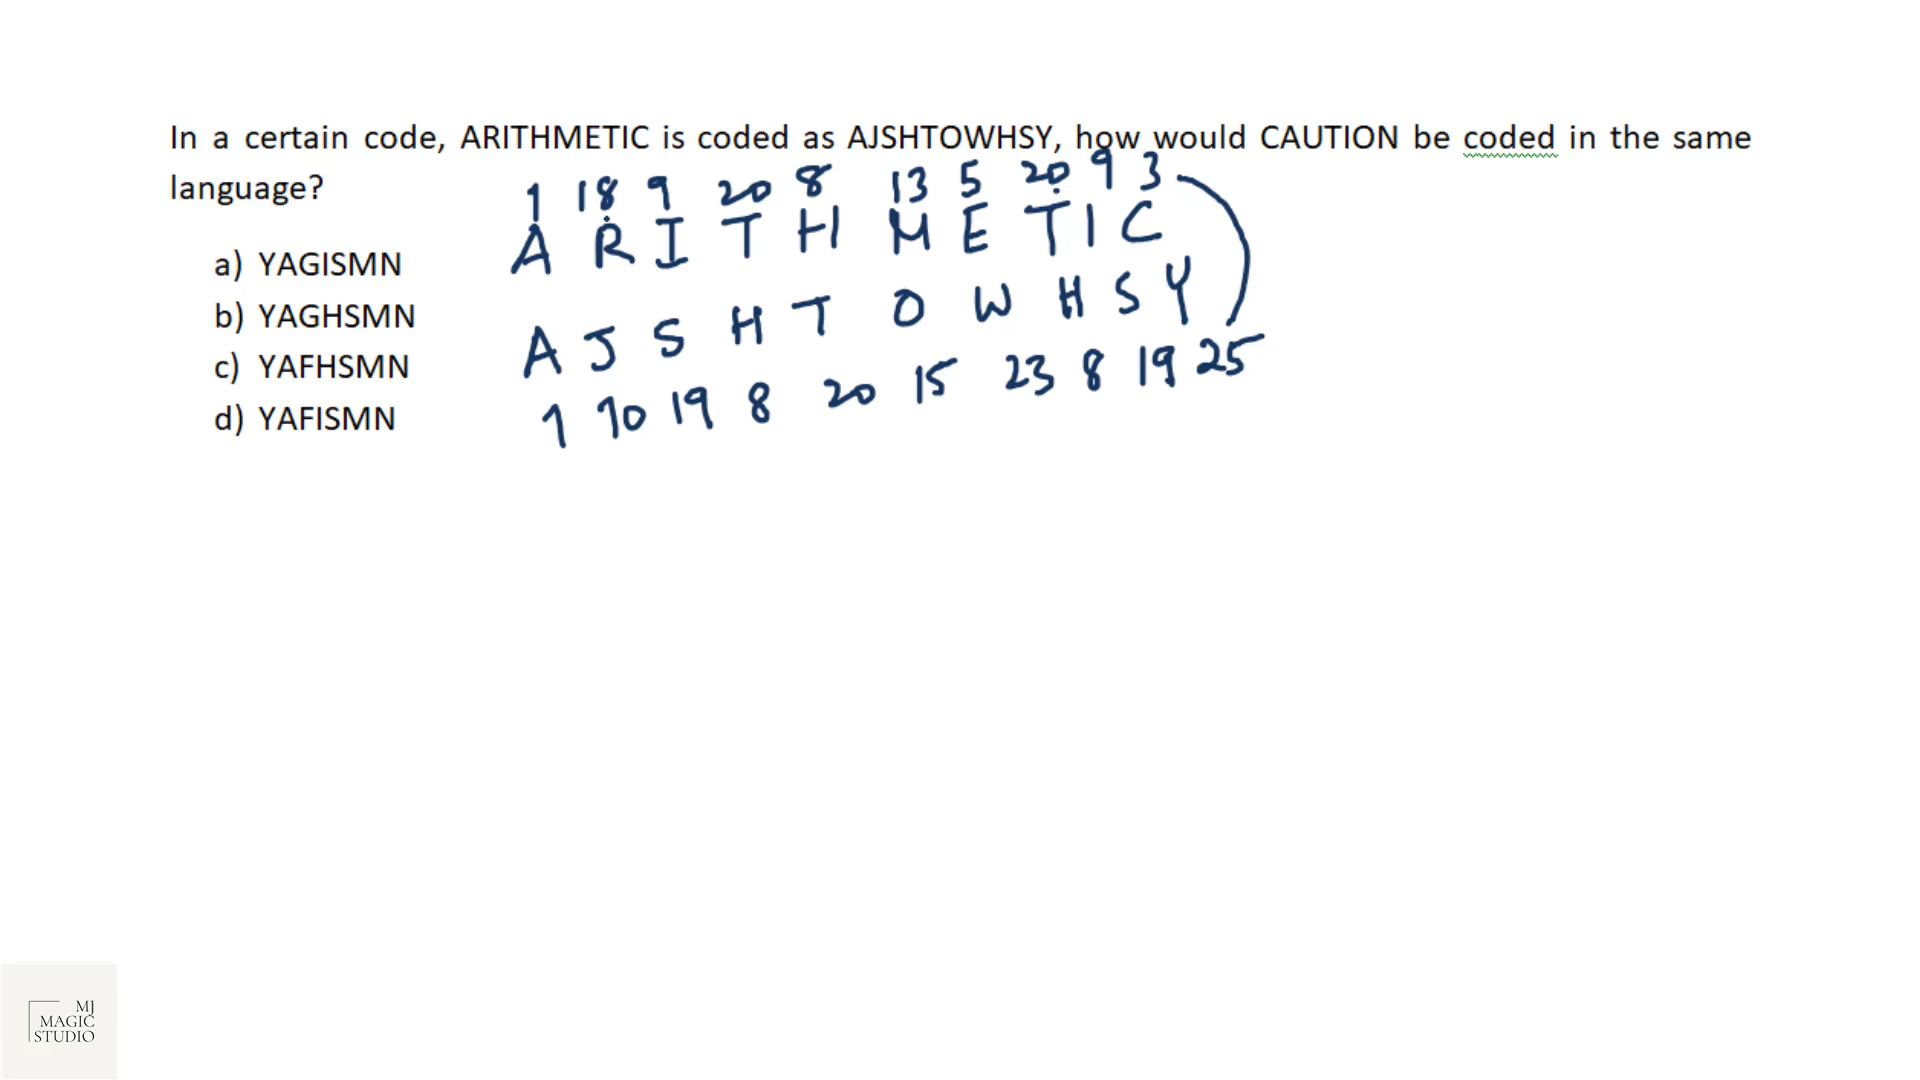 In a certain code, ARITHMETIC is coded as AJSHTOWHSY, how would CAUTION be coded in the same
language?
1 18 9 20 8 13 5 20 9 3
A R I T H M E T I C
a) YAGISMN
b) YAGHSMN
c) YAFHSMN
d) YAFISMN
A J S H T O W H S Y
1 10 19 8 20 15 23 8 19 25
MJ
MAGIC
STUDIO